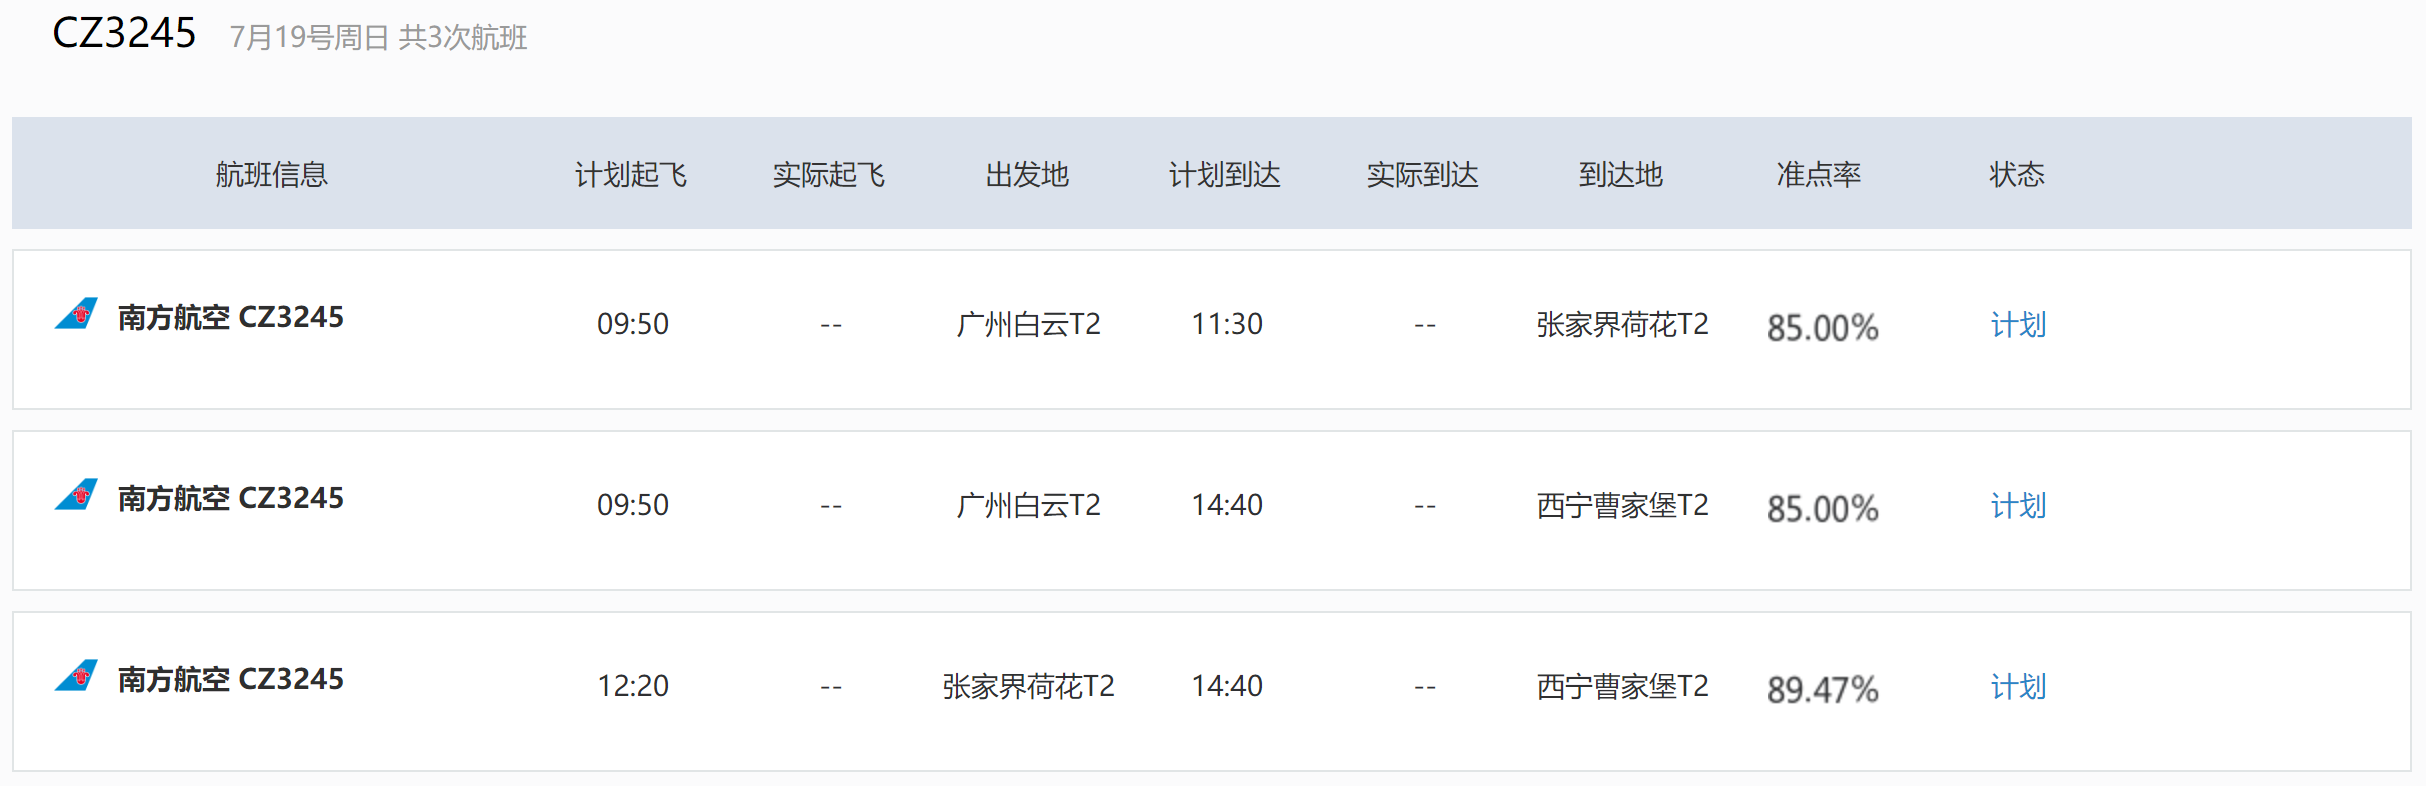 CZ3245 7月19号周日 共3次航班
航班信息 计划起飞 实际起飞 出发地 计划到达 实际到达 到达地 准点率 状态
南方航空 CZ3245 09:50 -- 广州白云T2 11:30 -- 张家界荷花T2 85.00% 计划
南方航空 CZ3245 09:50 -- 广州白云T2 14:40 -- 西宁曹家堡T2 85.00% 计划
南方航空 CZ3245 12:20 -- 张家界荷花T2 14:40 -- 西宁曹家堡T2 89.47% 计划